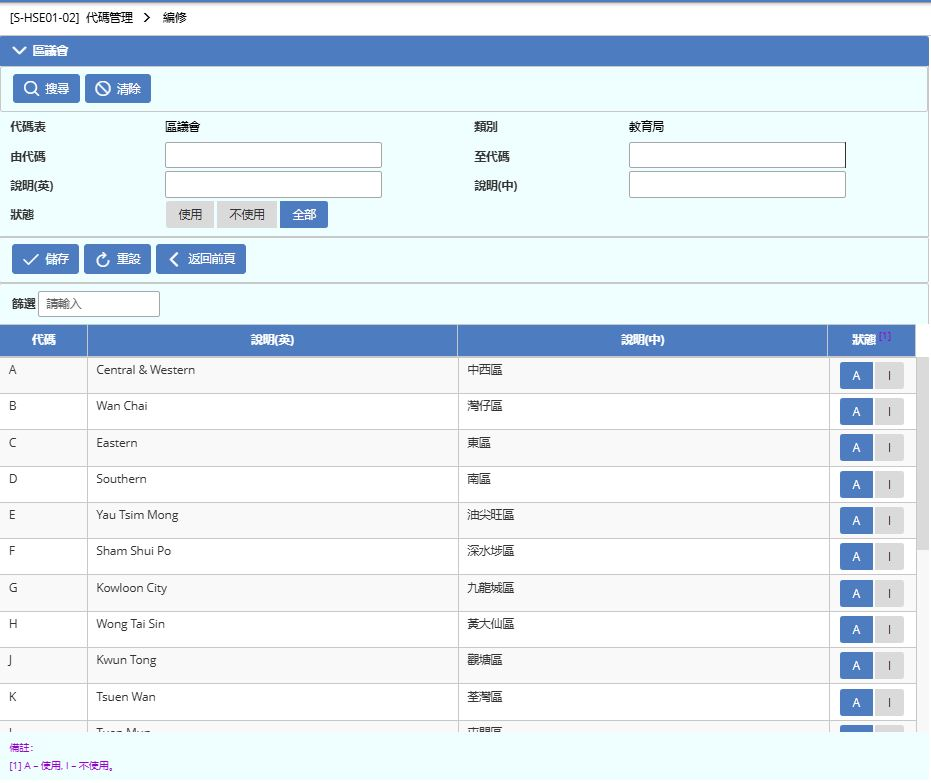 [S-HSE01-02] 代碼管理 > 編修
區議會
搜尋 清除
代碼表 區議會 類別 教育局
由代碼 至代碼
說明(英) 說明(中)
狀態 使用 不使用 全部
儲存 重設 返回前頁
篩選 請輸入
代碼 說明(英) 說明(中) 狀態 [1]
A Central & Western 中西區 A I
B Wan Chai 灣仔區 A I
C Eastern 東區 A I
D Southern 南區 A I
E Yau Tsim Mong 油尖旺區 A I
F Sham Shui Po 深水埗區 A I
G Kowloon City 九龍城區 A I
H Wong Tai Sin 黃大仙區 A I
J Kwun Tong 觀塘區 A I
K Tsuen Wan 荃灣區 A I
L Tuen Mun 屯門區
備註:
[1] A – 使用, I – 不使用。